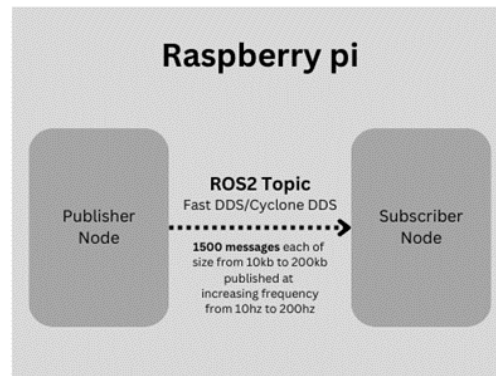 Raspberry pi
Publisher
Node
ROS2 Topic
Fast DDS/Cyclone DDS
1500 messages each of
size from 10kb to 200kb
published at
increasing frequency
from 10hz to 200hz
Subscriber
Node